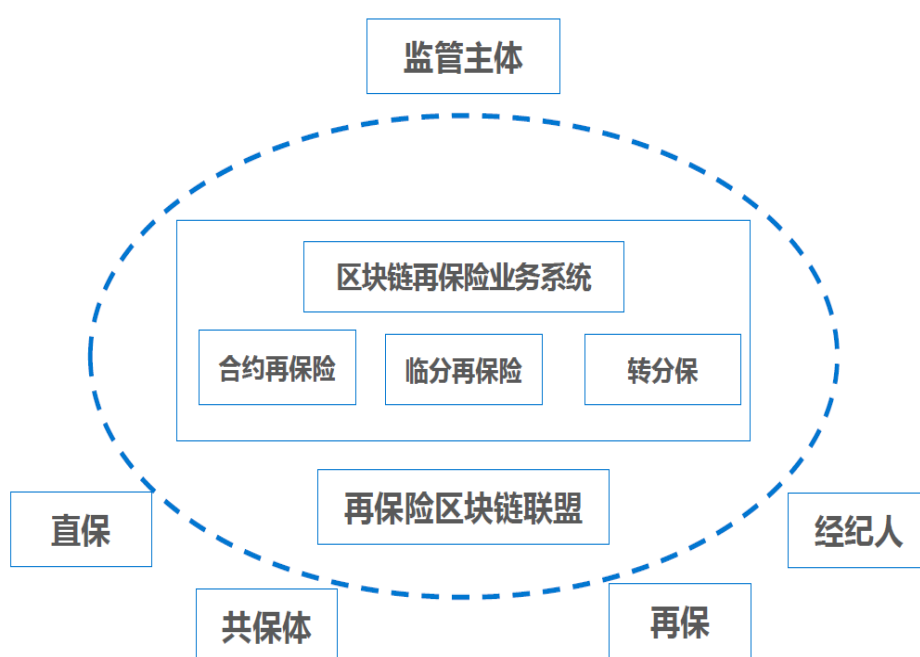 监管主体
区块链再保险业务系统
合约再保险
临分再保险
转分保
再保险区块链联盟
直保
经纪人
共保体
再保